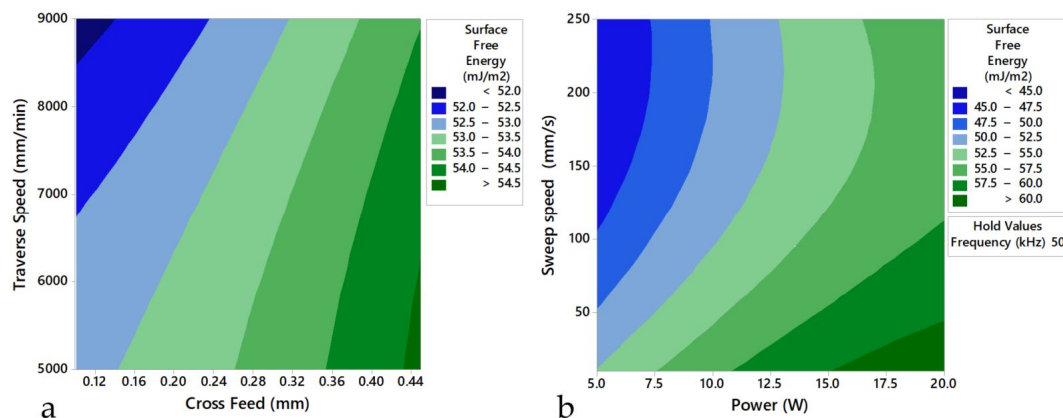 9000
8000
7000
6000
5000
Traverse Speed (mm/min)
0.12 0.16 0.20 0.24 0.28 0.32 0.36 0.40 0.44
Cross Feed (mm)
a
Surface
Free
Energy
(mJ/m2)
< 52.0
52.0 – 52.5
52.5 – 53.0
53.0 – 53.5
53.5 – 54.0
54.0 – 54.5
> 54.5
250
200
150
100
50
Sweep speed (mm/s)
5.0 7.5 10.0 12.5 15.0 17.5 20.0
Power (W)
b
Surface
Free
Energy
(mJ/m2)
< 45.0
45.0 – 47.5
47.5 – 50.0
50.0 – 52.5
52.5 – 55.0
55.0 – 57.5
57.5 – 60.0
> 60.0
Hold Values
Frequency (kHz) 50